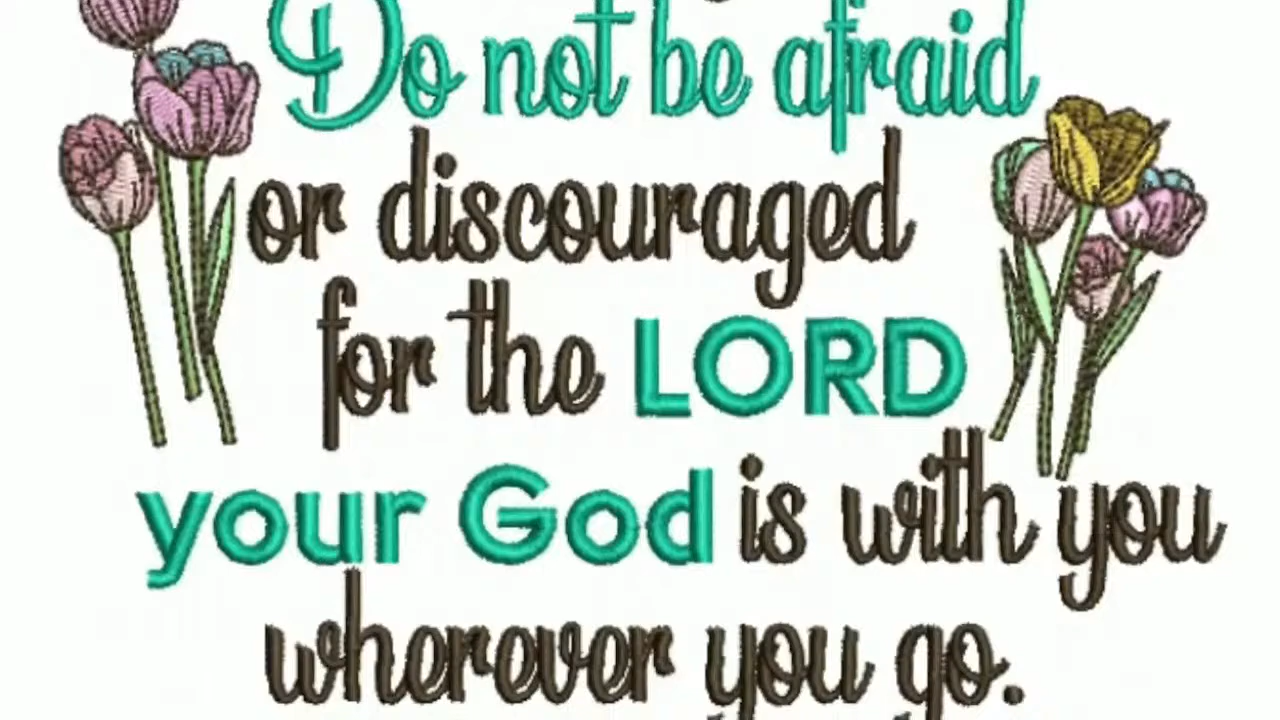 Do not be afraid
or discouraged
for the LORD
your God is with you
wherever you go.